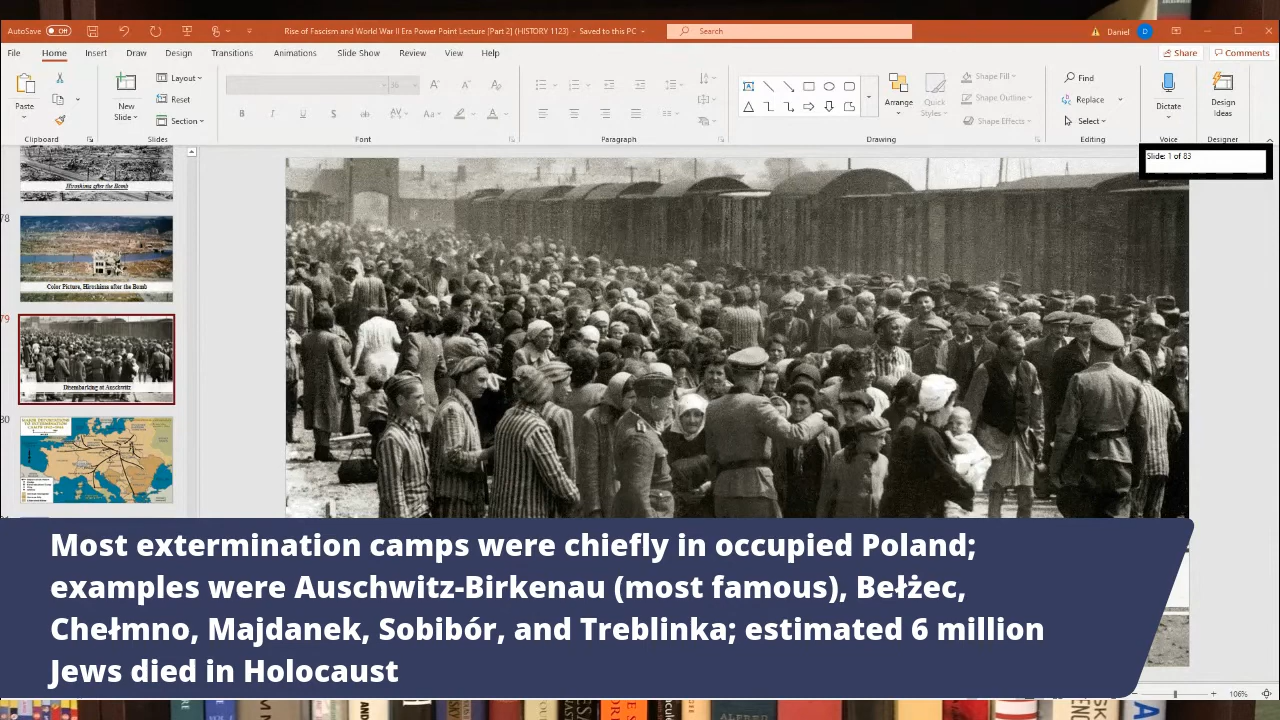 AutoSave Off
Rise of Fascism and World War II Era Power Point Lecture [Part 2] (HISTORY 1123) - Saved to this PC
Search
Daniel D
File Home Insert Draw Design Transitions Animations Slide Show Review View Help
Share Comments
Paste
New
Slide
Layout
Reset
Section
36
Arrange
Quick
Styles
Shape Fill
Shape Outline
Shape Effects
Find
Replace
Select
Dictate
Design
Ideas
Clipboard Slides Font Paragraph Drawing Editing Voice Designer
Slide: 1 of 83
Hiroshima after the Bomb
78
Color Picture, Hiroshima after the Bomb
79
Disembarking at Auschwitz
80
Most extermination camps were chiefly in occupied Poland;
examples were Auschwitz-Birkenau (most famous), Bełżec,
Chełmno, Majdanek, Sobibór, and Treblinka; estimated 6 million
Jews died in Holocaust
106%